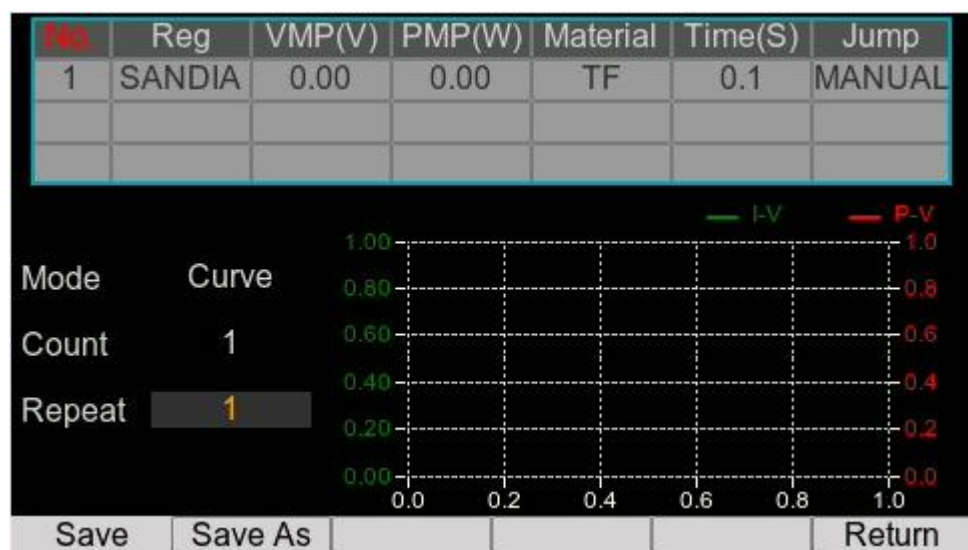 No. Reg VMP(V) PMP(W) Material Time(S) Jump
1 SANDIA 0.00 0.00 TF 0.1 MANUAL
I-V P-V
Mode Curve
Count 1
Repeat 1
1.00 1.0
0.80 0.8
0.60 0.6
0.40 0.4
0.20 0.2
0.00 0.0
0.0 0.2 0.4 0.6 0.8 1.0
Save Save As Return